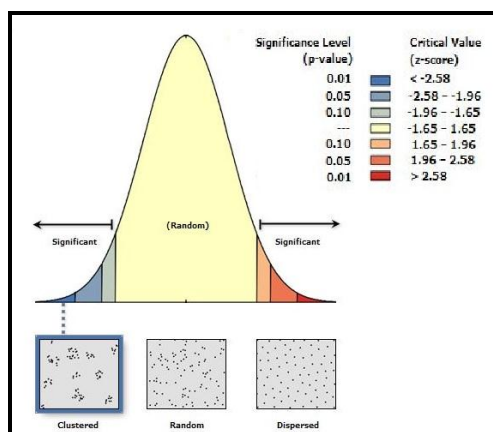 Significance Level Critical Value
(p-value) (z-score)
0.01 < -2.58
0.05 -2.58 – -1.96
0.10 -1.96 – -1.65
--- -1.65 – 1.65
0.10 1.65 – 1.96
0.05 1.96 – 2.58
0.01 > 2.58
(Random)
Significant Significant
Clustered Random Dispersed